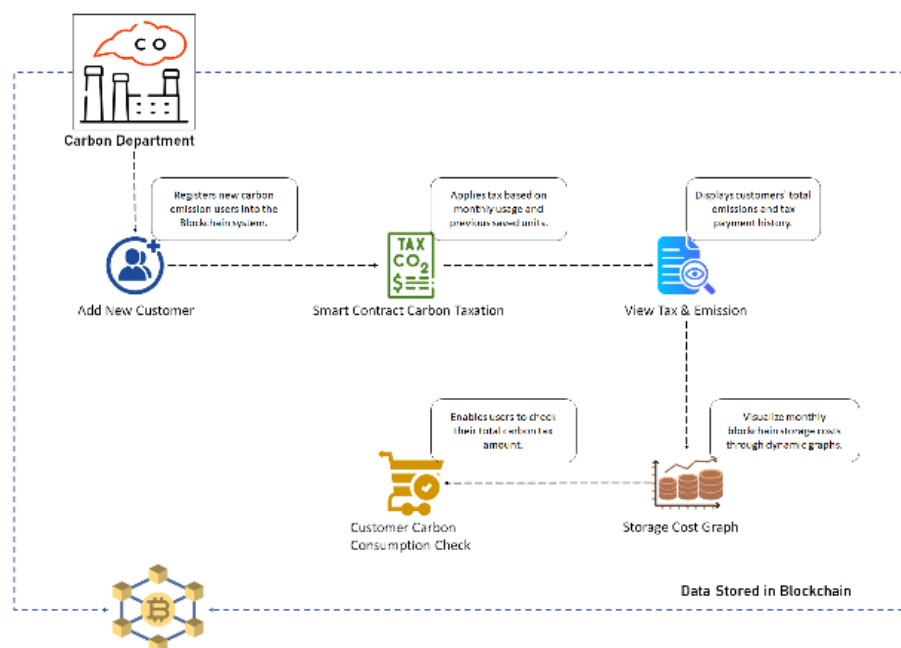 CO
Carbon Department
Registers new carbon
emission users into the
Blockchain system.
Applies tax based on
monthly usage and
previous saved units.
Displays customers' total
emissions and tax
payment history.
TAX
CO2
$
Add New Customer
Smart Contract Carbon Taxation
View Tax & Emission
Enables users to check
their total carbon tax
amount.
Visualize monthly
blockchain storage costs
through dynamic graphs.
Customer Carbon
Consumption Check
Storage Cost Graph
Data Stored in Blockchain
B